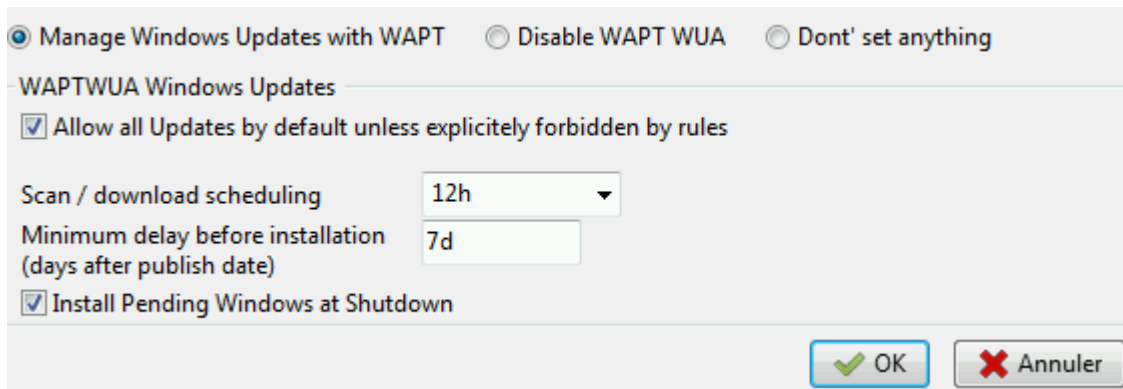 Manage Windows Updates with WAPT Disable WAPT WUA Dont' set anything
WAPTWUA Windows Updates
Allow all Updates by default unless explicitely forbidden by rules
Scan / download scheduling 12h
Minimum delay before installation 7d
(days after publish date)
Install Pending Windows at Shutdown
OK Annuler